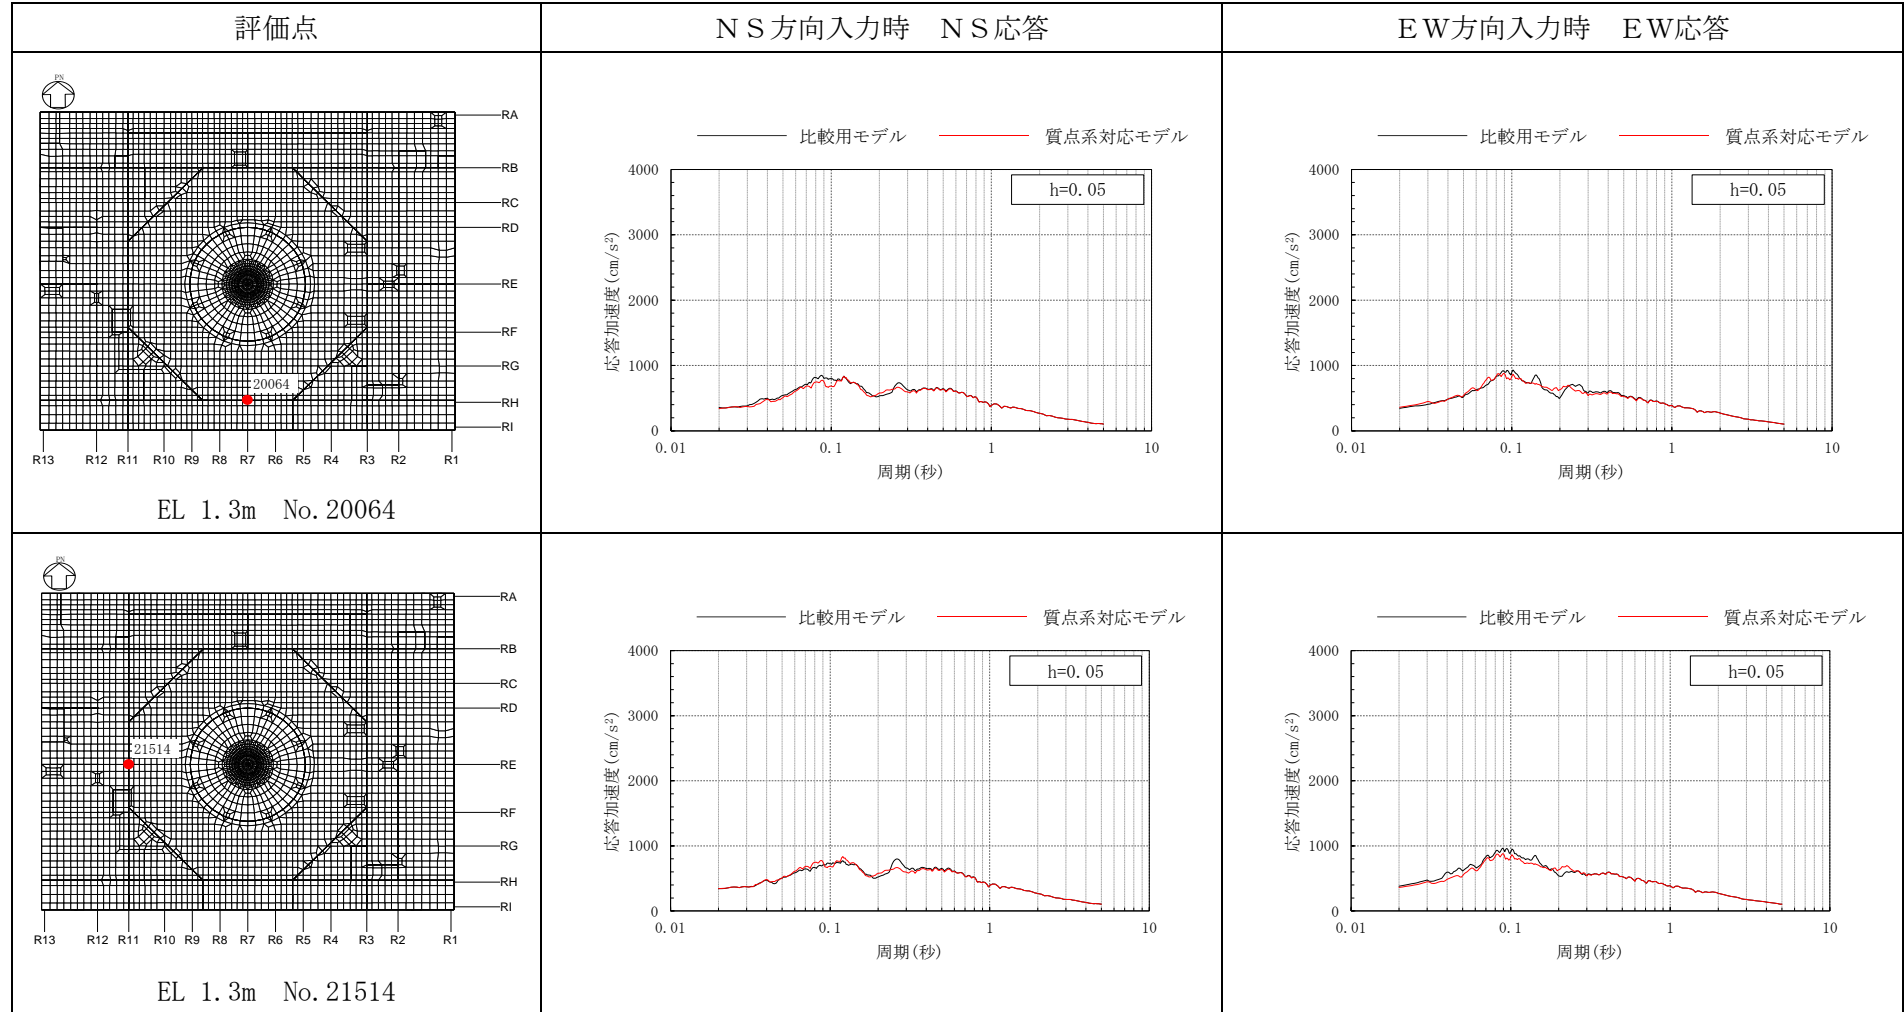 評価点
ＮＳ方向入力時　ＮＳ応答
ＥＷ方向入力時　ＥＷ応答
PN
RA
RB
RC
RD
RE
RF
RG
RH
RI
20064
R13 R12 R11 R10 R9 R8 R7 R6 R5 R4 R3 R2 R1
EL 1.3m　No.20064
比較用モデル　質点系対応モデル
h=0.05
応答加速度(cm/s²)
4000
3000
2000
1000
0
0.01 0.1 1 10
周期(秒)
比較用モデル　質点系対応モデル
h=0.05
応答加速度(cm/s²)
4000
3000
2000
1000
0
0.01 0.1 1 10
周期(秒)
PN
RA
RB
RC
RD
RE
RF
RG
RH
RI
21514
R13 R12 R11 R10 R9 R8 R7 R6 R5 R4 R3 R2 R1
EL 1.3m　No.21514
比較用モデル　質点系対応モデル
h=0.05
応答加速度(cm/s²)
4000
3000
2000
1000
0
0.01 0.1 1 10
周期(秒)
比較用モデル　質点系対応モデル
h=0.05
応答加速度(cm/s²)
4000
3000
2000
1000
0
0.01 0.1 1 10
周期(秒)